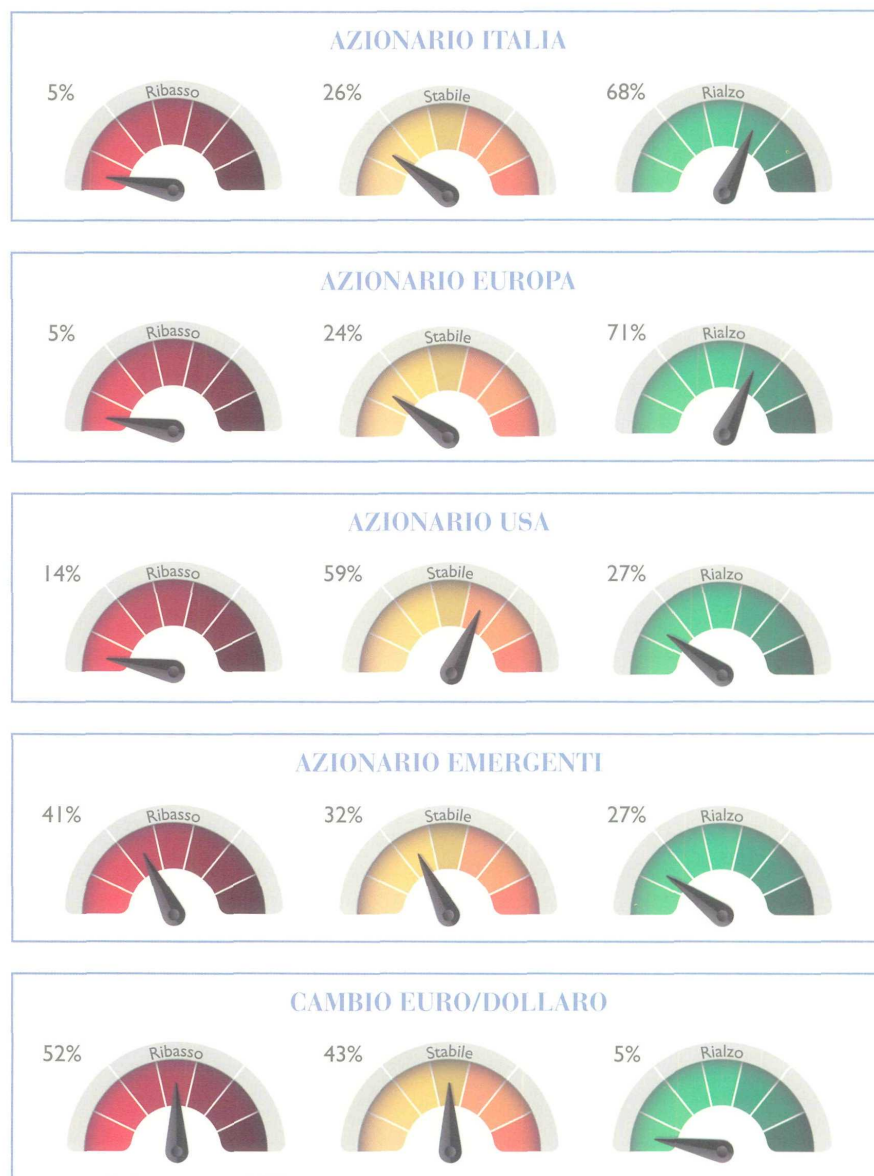 AZIONARIO ITALIA
5% Ribasso 26% Stabile 68% Rialzo
AZIONARIO EUROPA
5% Ribasso 24% Stabile 71% Rialzo
AZIONARIO USA
14% Ribasso 59% Stabile 27% Rialzo
AZIONARIO EMERGENTI
41% Ribasso 32% Stabile 27% Rialzo
CAMBIO EURO/DOLLARO
52% Ribasso 43% Stabile 5% Rialzo